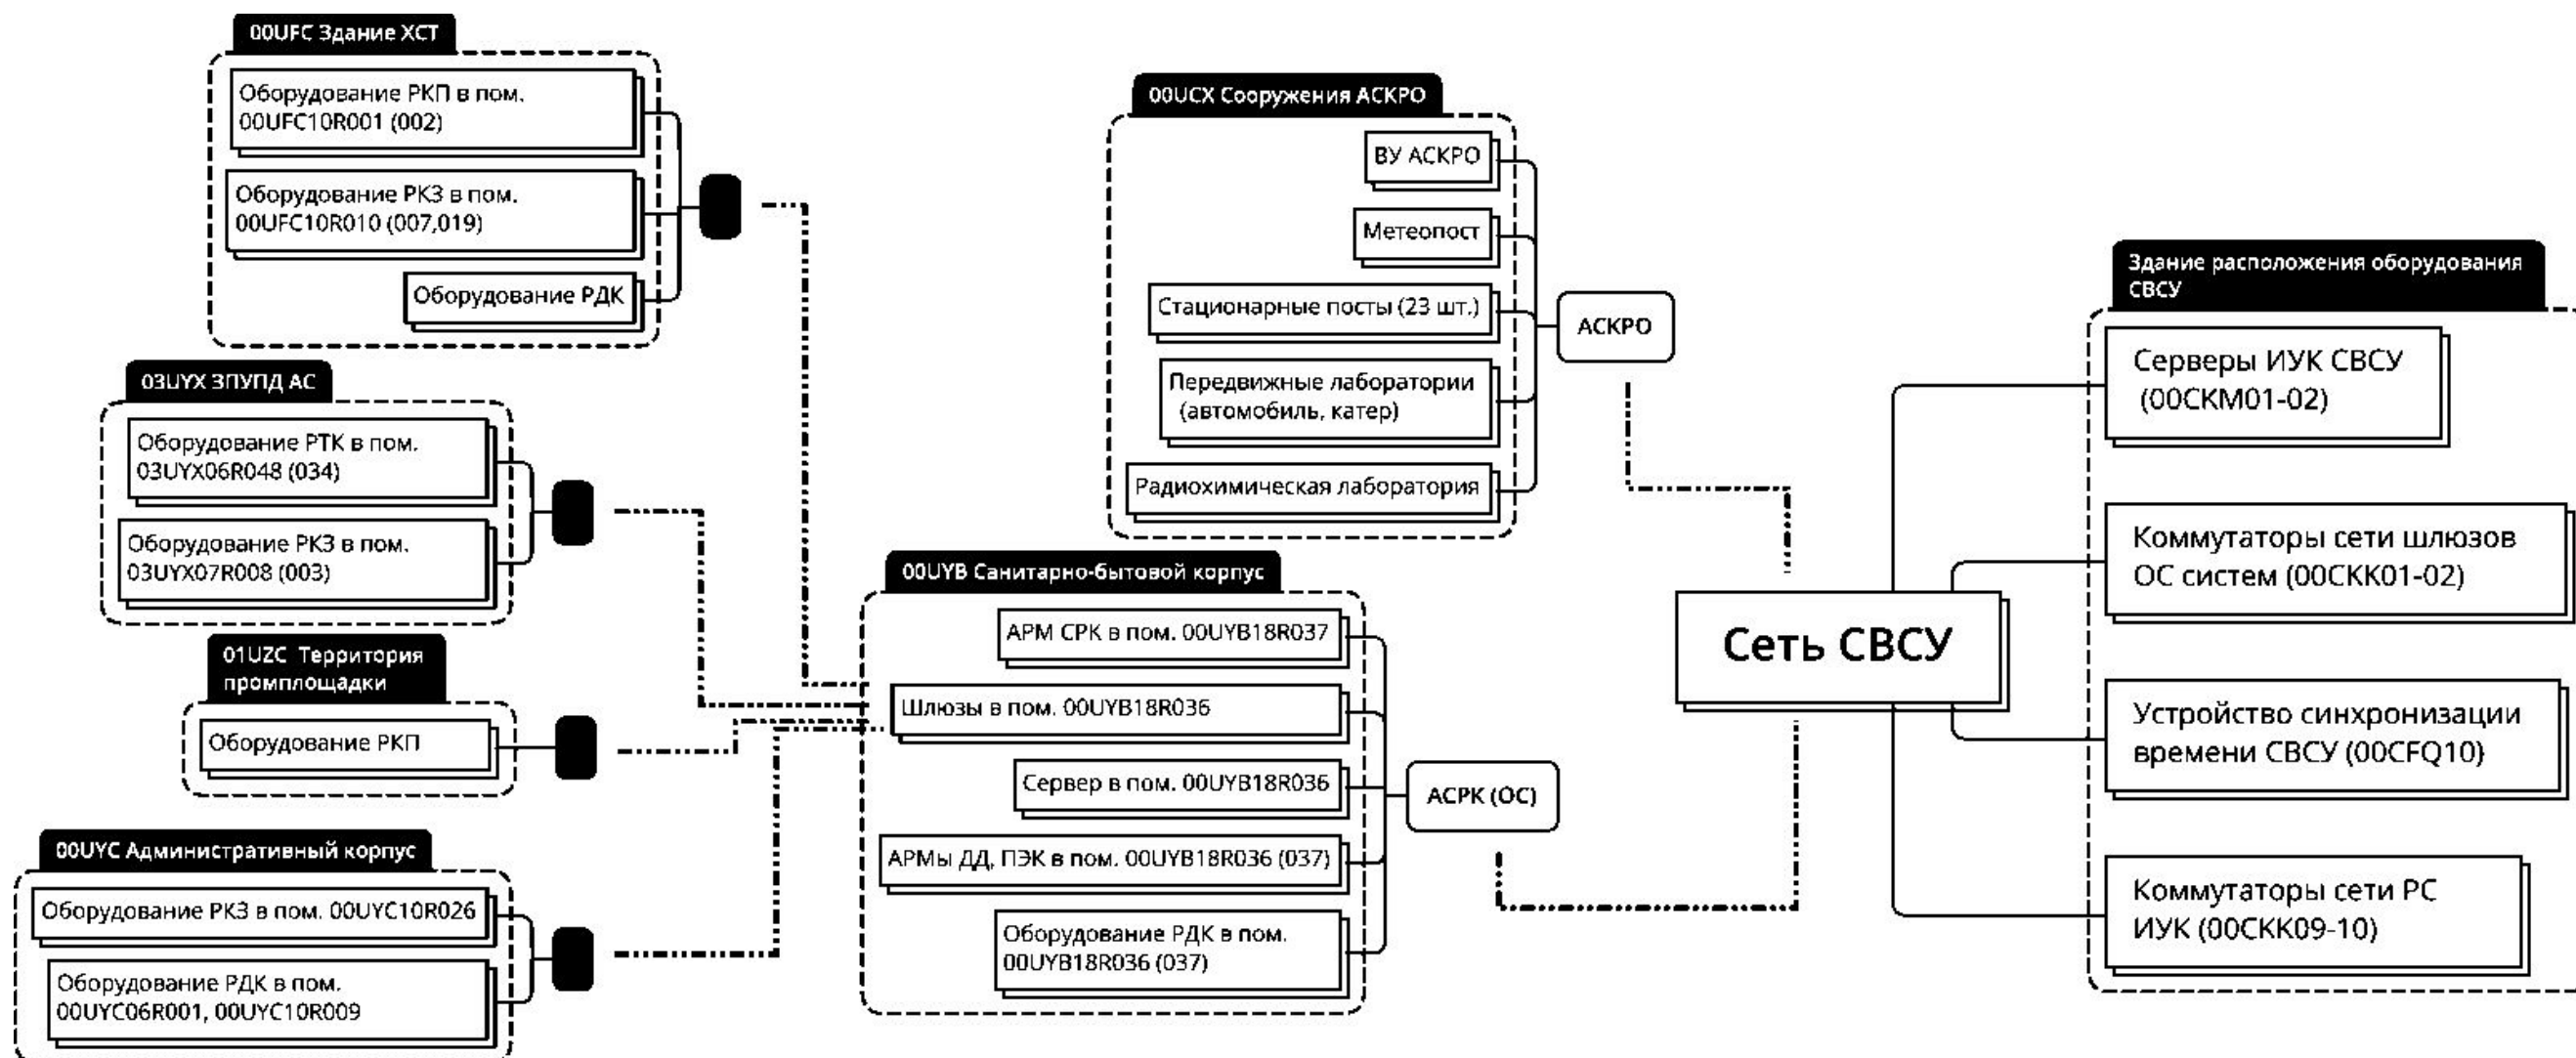 00UFC Здание ХСТ
Оборудование РКП в пом.
00UFC10R001 (002)
Оборудование РКЗ в пом.
00UFC10R010 (007,019)
Оборудование РДК
03UYX ЗПУПД АС
Оборудование РТК в пом.
03UYX06R048 (034)
Оборудование РКЗ в пом.
03UYX07R008 (003)
01UZC Территория
промплощадки
Оборудование РКП
00UYC Административный корпус
Оборудование РКЗ в пом. 00UYC10R026
Оборудование РДК в пом.
00UYC06R001, 00UYC10R009
00UCX Сооружения АСКРО
ВУ АСКРО
Метеопост
Стационарные посты (23 шт.)
Передвижные лаборатории
(автомобиль, катер)
Радиохимическая лаборатория
АСКРО
00UYB Санитарно-бытовой корпус
АРМ СРК в пом. 00UYB18R037
Шлюзы в пом. 00UYB18R036
Сервер в пом. 00UYB18R036
АРМы ДД, ПЭК в пом. 00UYB18R036 (037)
Оборудование РДК в пом.
00UYB18R036 (037)
АСРК (ОС)
Сеть СВСУ
Здание расположения оборудования
СВСУ
Серверы ИУК СВСУ
(00CKM01-02)
Коммутаторы сети шлюзов
ОС систем (00CKK01-02)
Устройство синхронизации
времени СВСУ (00CFQ10)
Коммутаторы сети РС
ИУК (00CKK09-10)